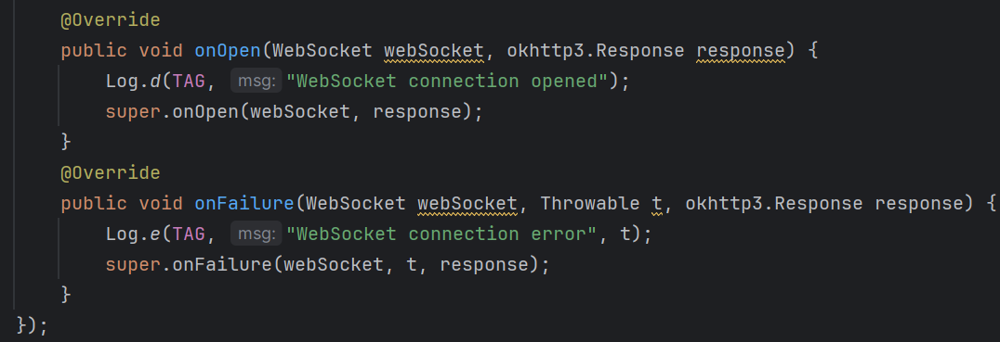 @Override
public void onOpen(WebSocket webSocket, okhttp3.Response response) {
Log.d(TAG, msg: "WebSocket connection opened");
super.onOpen(webSocket, response);
}
@Override
public void onFailure(WebSocket webSocket, Throwable t, okhttp3.Response response) {
Log.e(TAG, msg: "WebSocket connection error", t);
super.onFailure(webSocket, t, response);
}
});